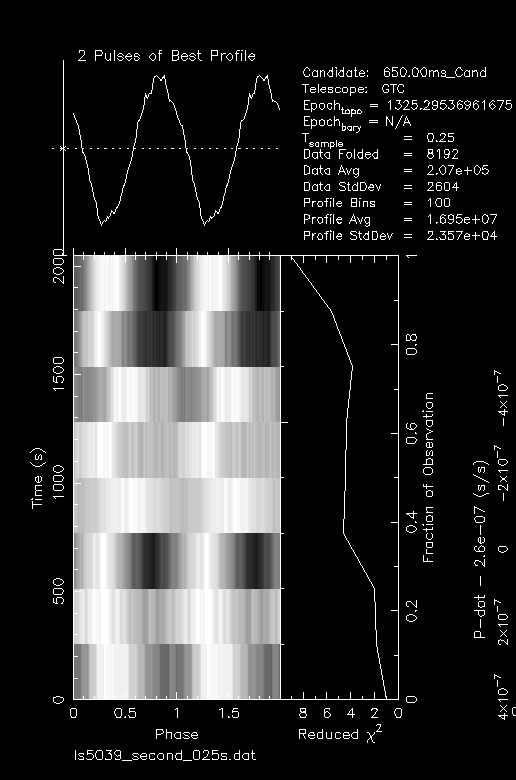 2 Pulses of Best Profile
Candidate: 650.00ms_Cand
Telescope: GTC
Epoch_topo = 1325.29536961675
Epoch_bary = N/A
T_sample = 0.25
Data Folded = 8192
Data Avg = 2.07e+05
Data StdDev = 2604
Profile Bins = 100
Profile Avg = 1.695e+07
Profile StdDev = 2.357e+04
Time (s)
0 500 1000 1500 2000
Phase
0 0.5 1 1.5
Reduced χ²
8 6 4 2 0
Fraction of Observation
0 0.2 0.4 0.6 0.8 1
P-dot − 2.6e−07 (s/s)
4×10⁻⁷ 2×10⁻⁷ 0 −2×10⁻⁷ −4×10⁻⁷
ls5039_second_025s.dat